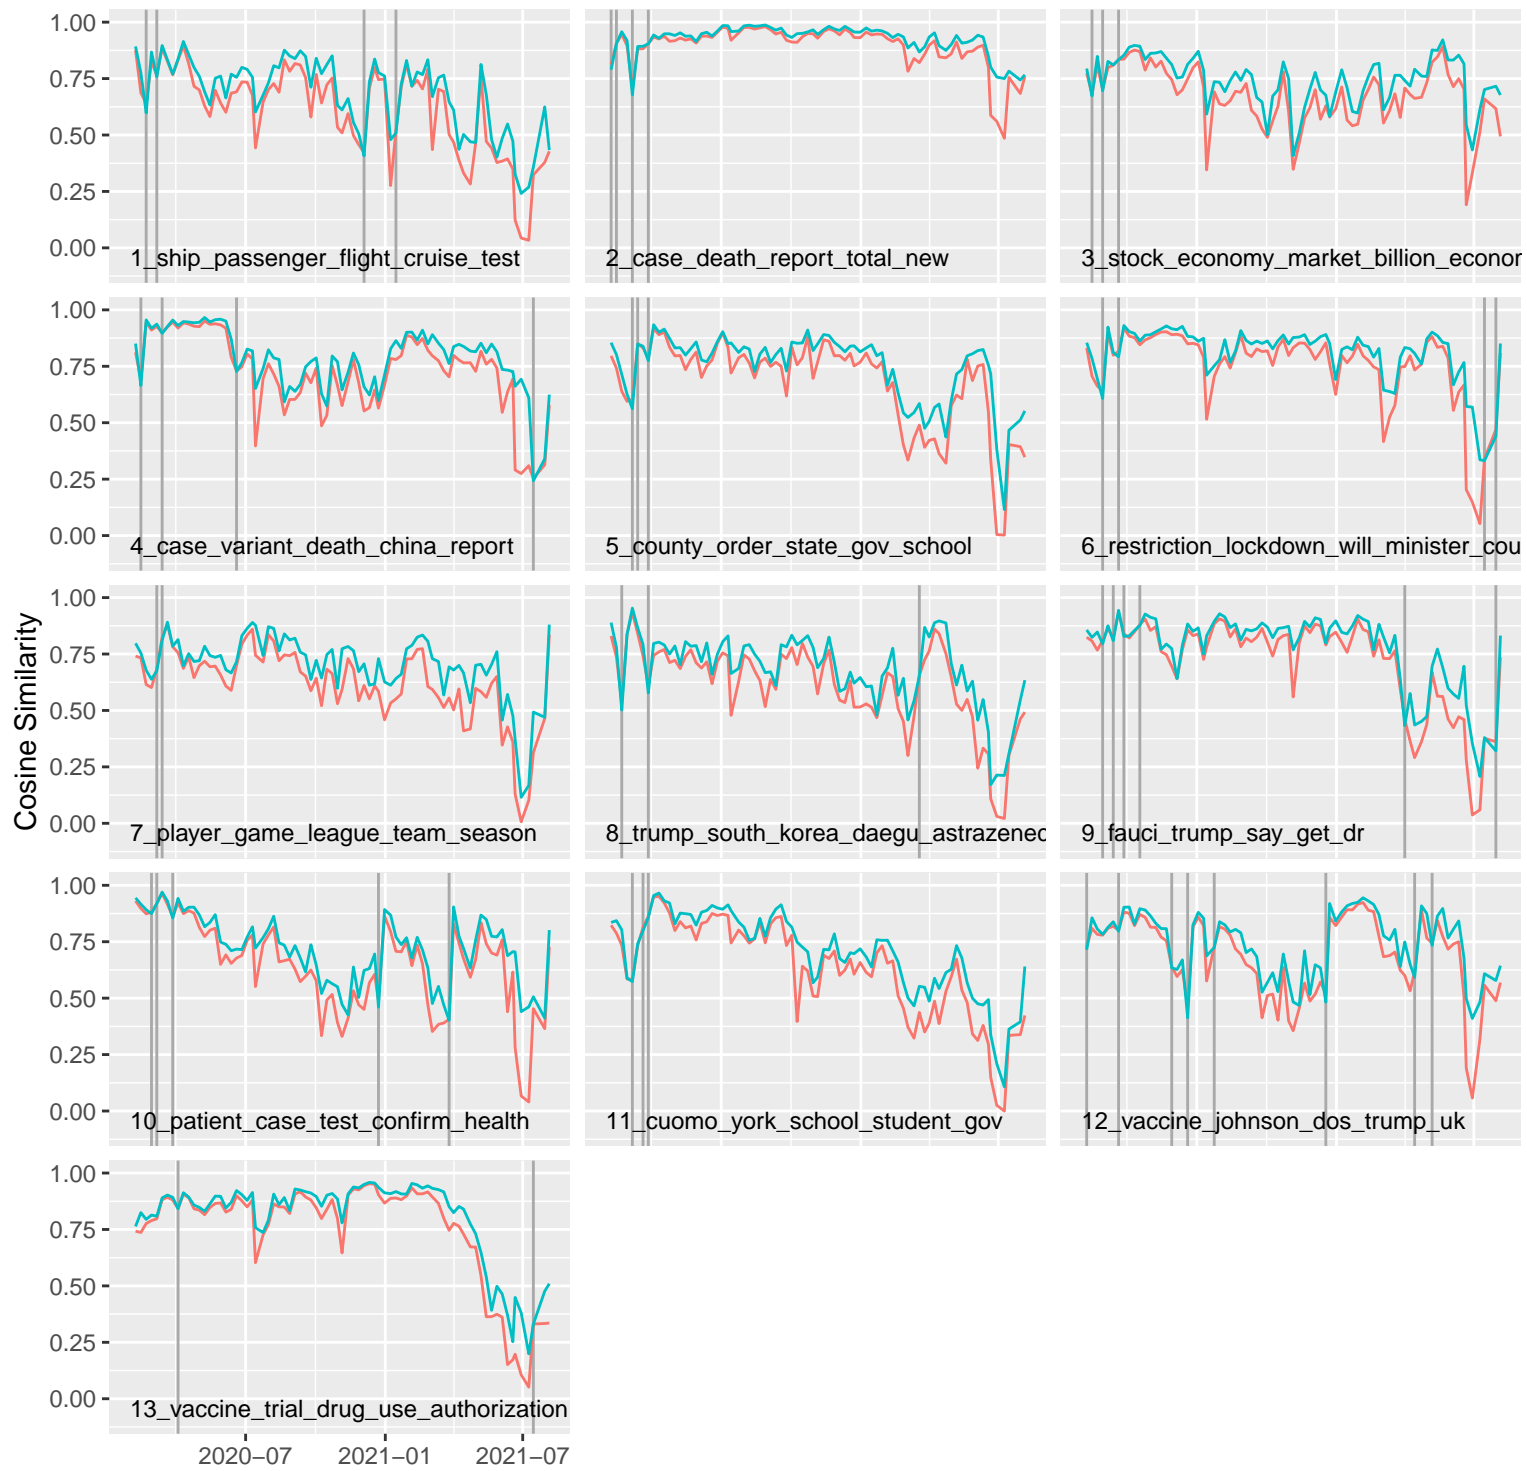 Cosine Similarity
1.00
0.75
0.50
0.25
0.00
1_ship_passenger_flight_cruise_test
2_case_death_report_total_new
3_stock_economy_market_billion_econor
1.00
0.75
0.50
0.25
0.00
4_case_variant_death_china_report
5_county_order_state_gov_school
6_restriction_lockdown_will_minister_cou
1.00
0.75
0.50
0.25
0.00
7_player_game_league_team_season
8_trump_south_korea_daegu_astrazenec
9_fauci_trump_say_get_dr
1.00
0.75
0.50
0.25
0.00
10_patient_case_test_confirm_health
11_cuomo_york_school_student_gov
12_vaccine_johnson_dos_trump_uk
1.00
0.75
0.50
0.25
0.00
13_vaccine_trial_drug_use_authorization
2020−07
2021−01
2021−07